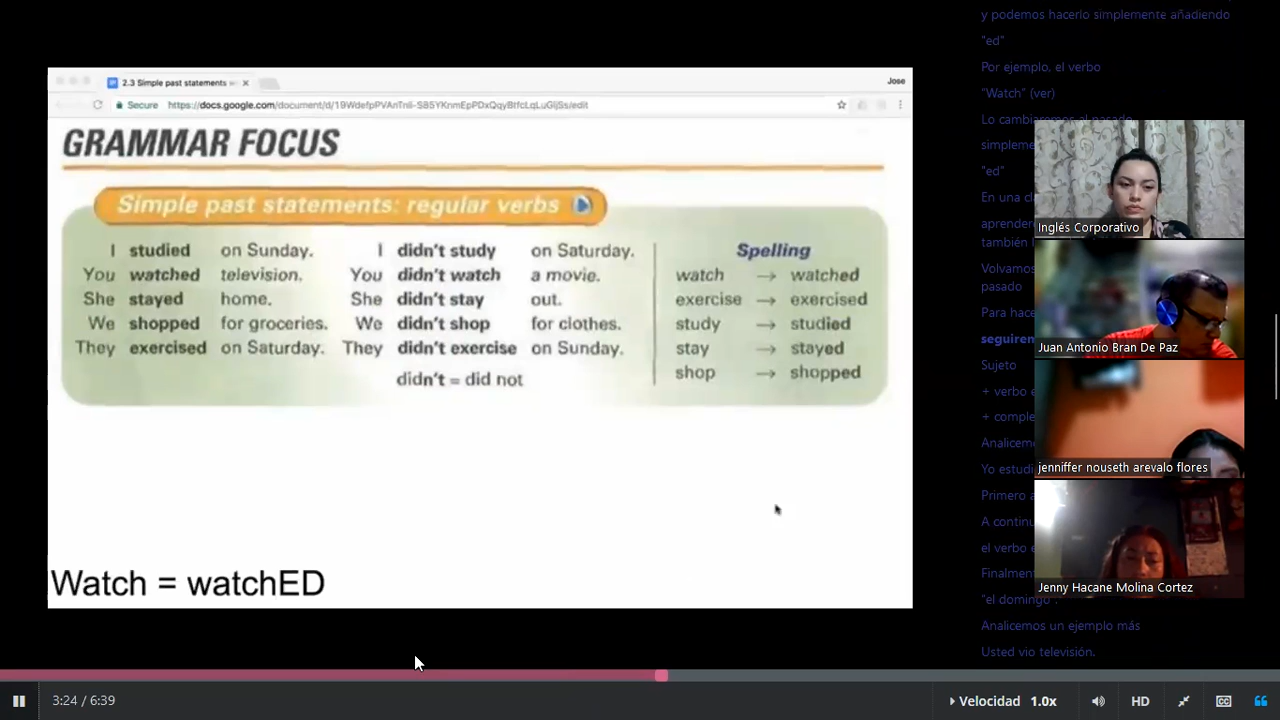 y podemos hacerlo simplemente añadiendo
"ed"
Por ejemplo, el verbo
"Watch" (ver)
Lo cambiaremos al pasado
simpleme
"ed"
En una cl
aprender
también l
Volvamos
pasado
Para hace
seguirem
Sujeto
+ verbo e
+ comple
Analicem
Yo estudi
Primero a
A continu
el verbo e
Finalmen
"el domingo".
Analicemos un ejemplo más
Usted vio televisión.
2.3 Simple past statements
Jose
Secure https://docs.google.com/document/d/
GRAMMAR FOCUS
Simple past statements: regular verbs
I studied on Sunday. I didn't study on Saturday.
You watched television. You didn't watch a movie.
She stayed home. She didn't stay out.
We shopped for groceries. We didn't shop for clothes.
They exercised on Saturday. They didn't exercise on Sunday.
didn't = did not
Spelling
watch → watched
exercise → exercised
study → studied
stay → stayed
shop → shopped
Watch = watchED
Inglés Corporativo
Juan Antonio Bran De Paz
jenniffer nouseth arevalo flores
Jenny Hacane Molina Cortez
3:24 / 6:39
Velocidad 1.0x
HD
CC